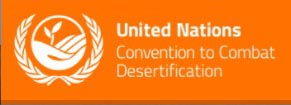 United Nations
Convention to Combat
Desertification